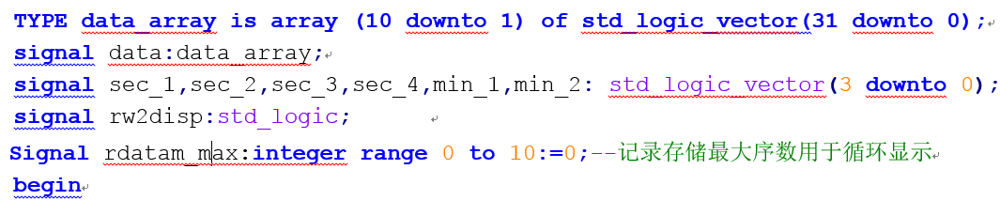 TYPE data_array is array (10 downto 1) of std_logic_vector(31 downto 0);
signal data:data_array;
signal sec_1,sec_2,sec_3,sec_4,min_1,min_2: std_logic_vector(3 downto 0);
signal rw2disp:std_logic;
Signal rdatam_max:integer range 0 to 10:=0;--记录存储最大序数用于循环显示
begin